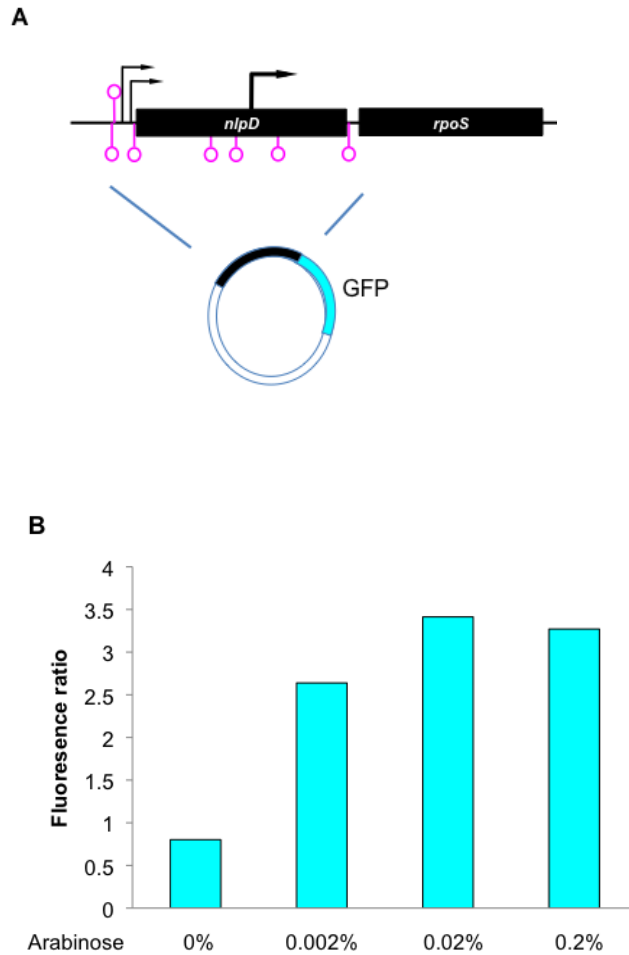 A
nlpD
rpoS
GFP
B
4
3.5
3
2.5
2
1.5
1
0.5
0
Fluoresence ratio
Arabinose 0% 0.002% 0.02% 0.2%